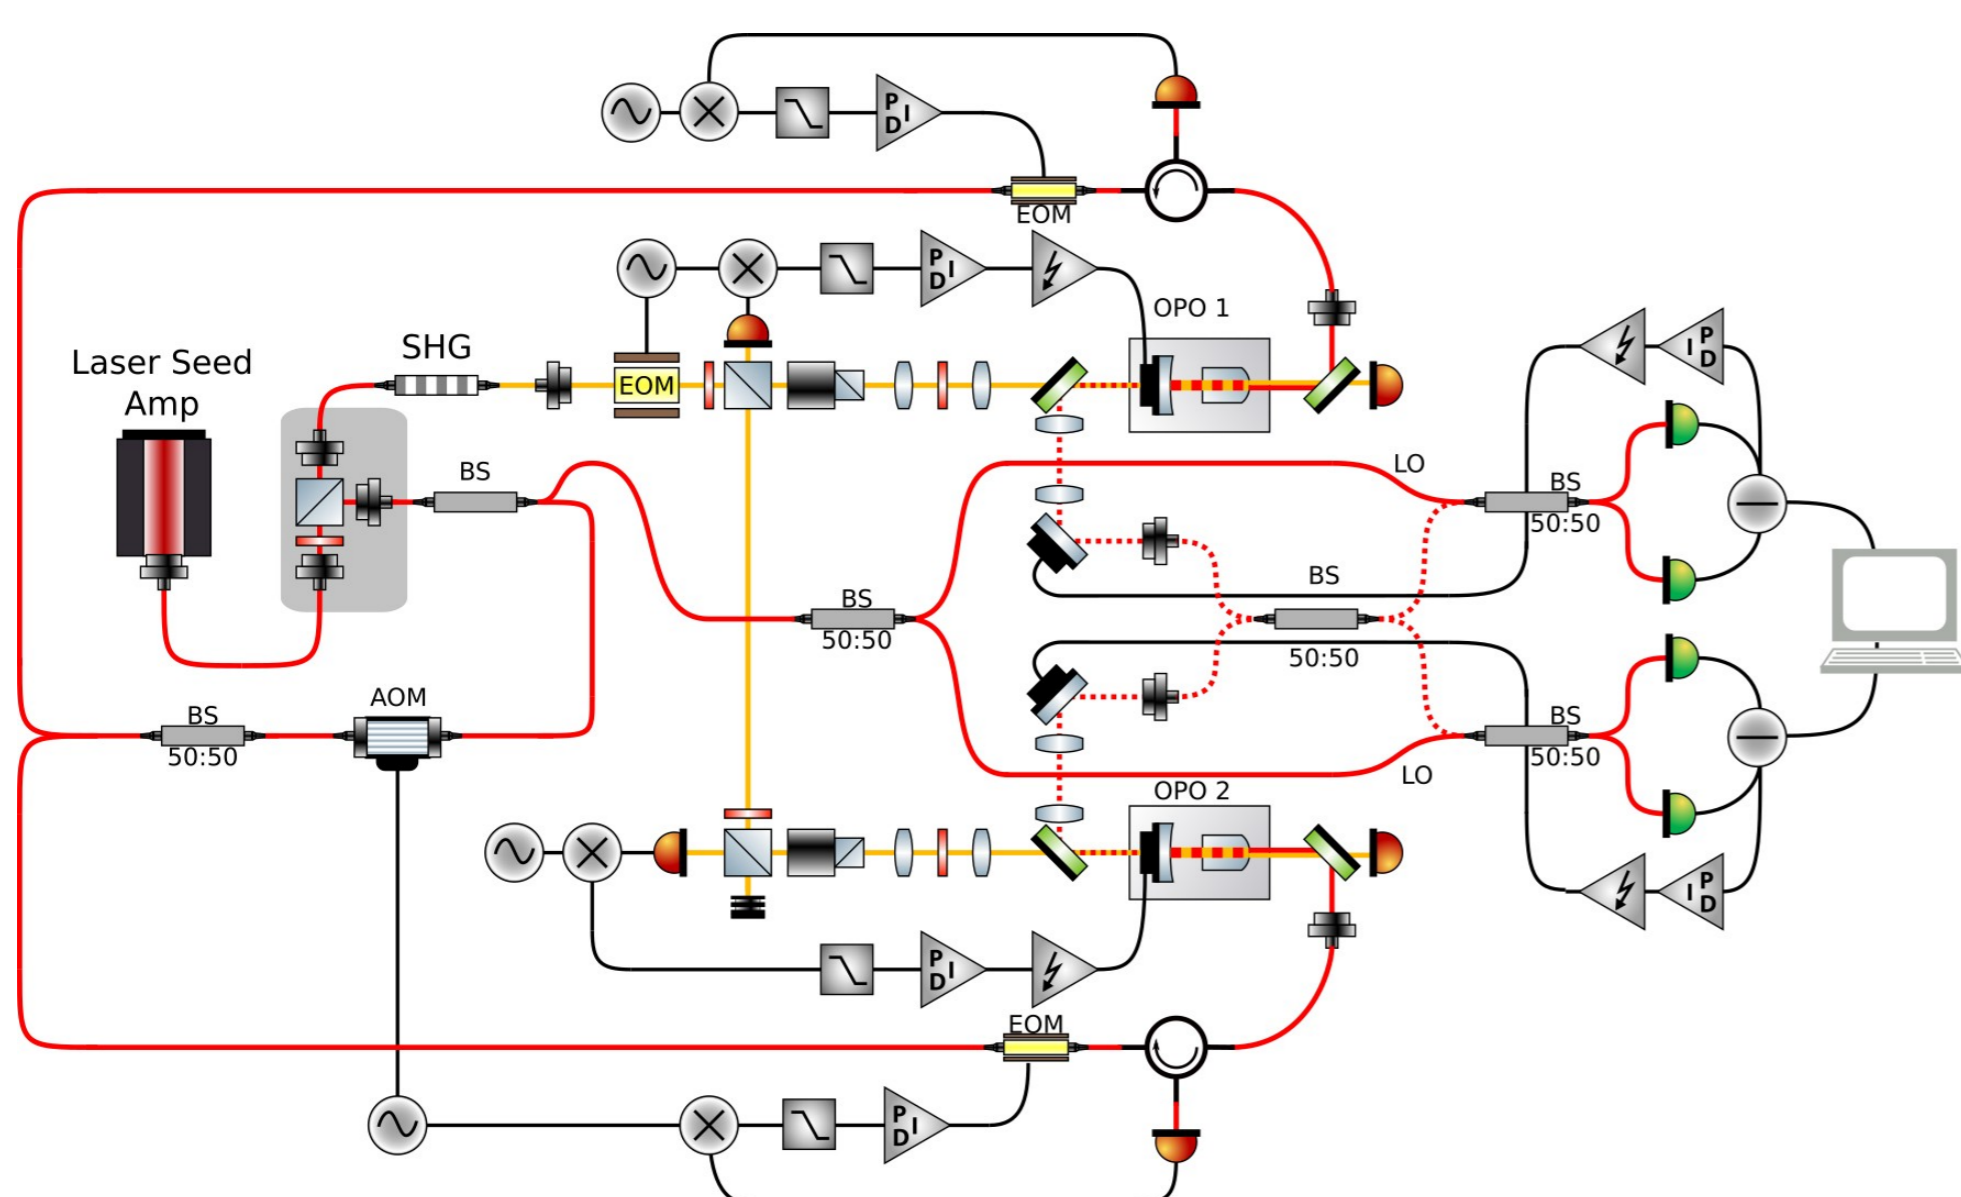 P
D I
EOM
P
D I
OPO 1
SHG
EOM
Laser Seed
Amp
I P
D
BS
LO
BS
50:50
BS
50:50
BS
50:50
AOM
BS
50:50
BS
50:50
LO
OPO 2
I P
D
P
D I
EOM
P
D I